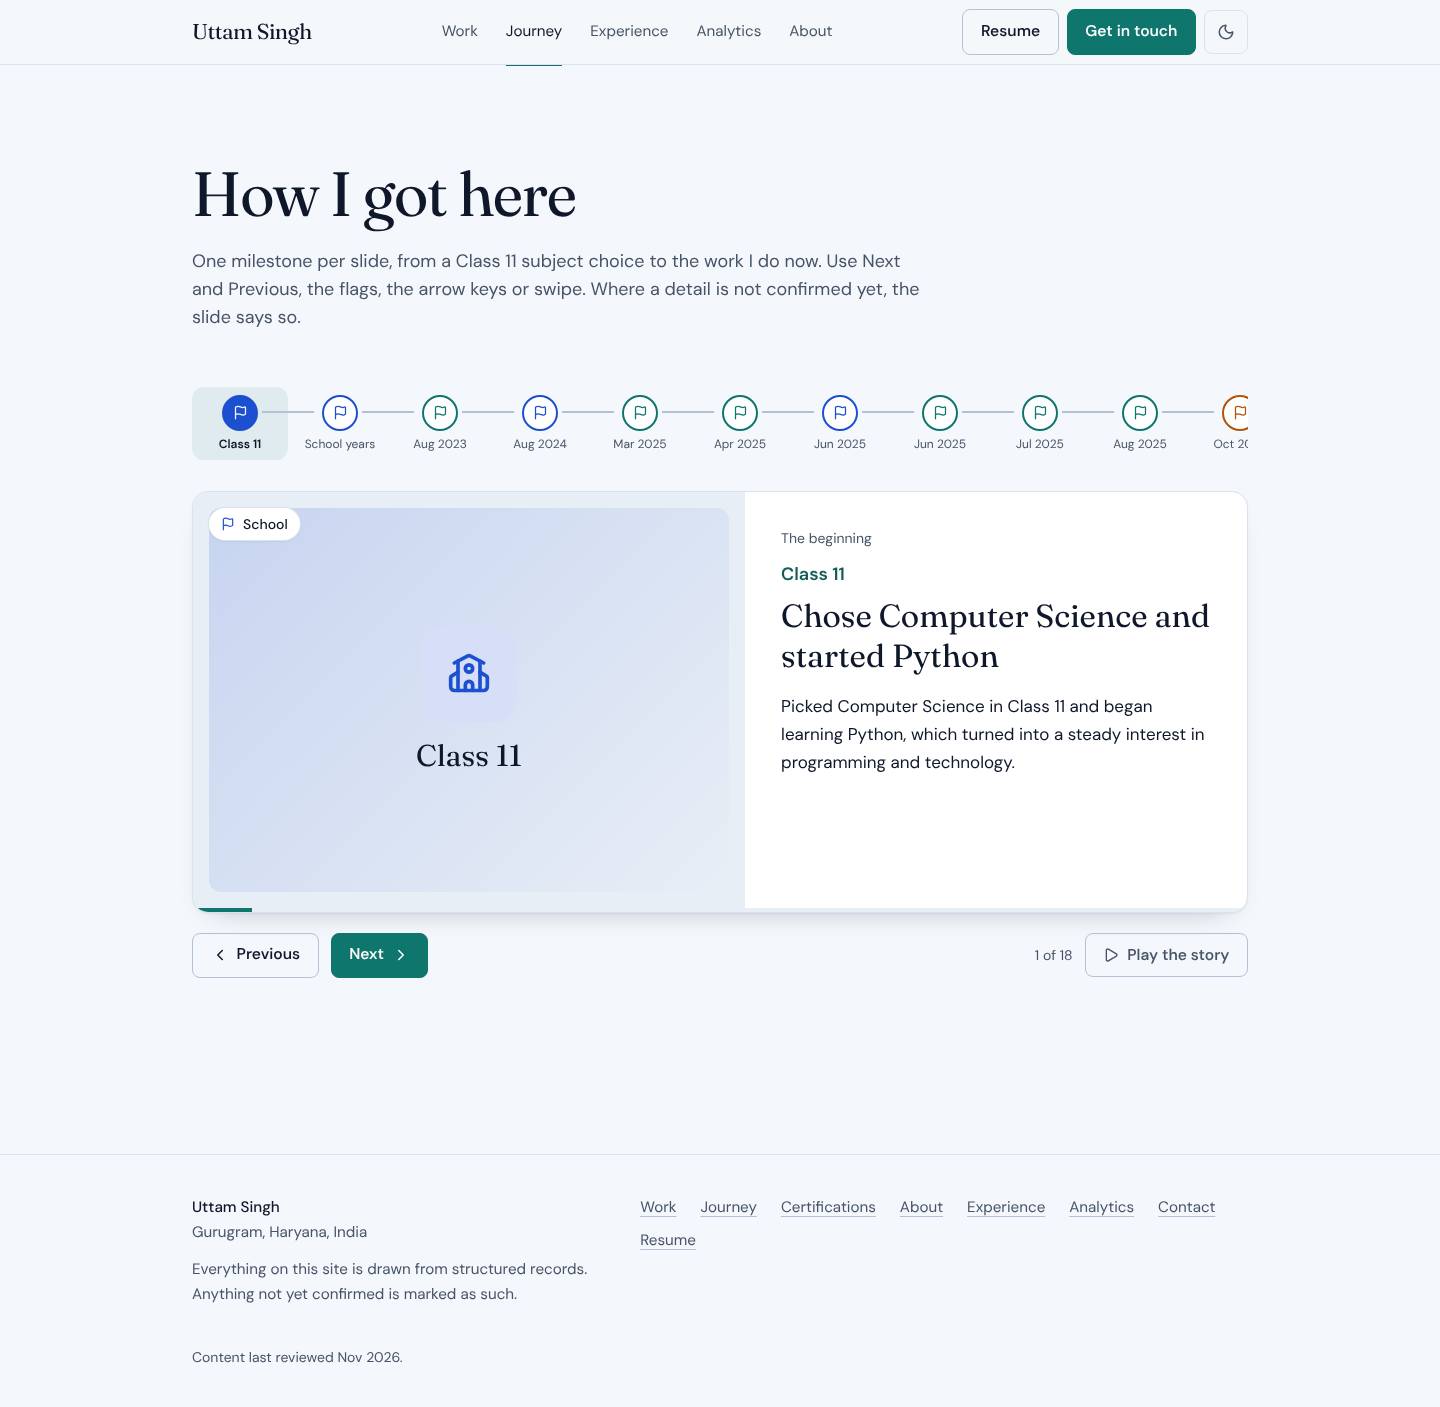 Uttam Singh
Work Journey Experience Analytics About
Resume Get in touch
How I got here
One milestone per slide, from a Class 11 subject choice to the work I do now. Use Next
and Previous, the flags, the arrow keys or swipe. Where a detail is not confirmed yet, the
slide says so.
Class 11 School years Aug 2023 Aug 2024 Mar 2025 Apr 2025 Jun 2025 Jun 2025 Jul 2025 Aug 2025 Oct
School
Class 11
The beginning
Class 11
Chose Computer Science and
started Python
Picked Computer Science in Class 11 and began
learning Python, which turned into a steady interest in
programming and technology.
Previous Next 1 of 18 Play the story
Uttam Singh
Gurugram, Haryana, India
Everything on this site is drawn from structured records.
Anything not yet confirmed is marked as such.
Work Journey Certifications About Experience Analytics Contact
Resume
Content last reviewed Nov 2026.